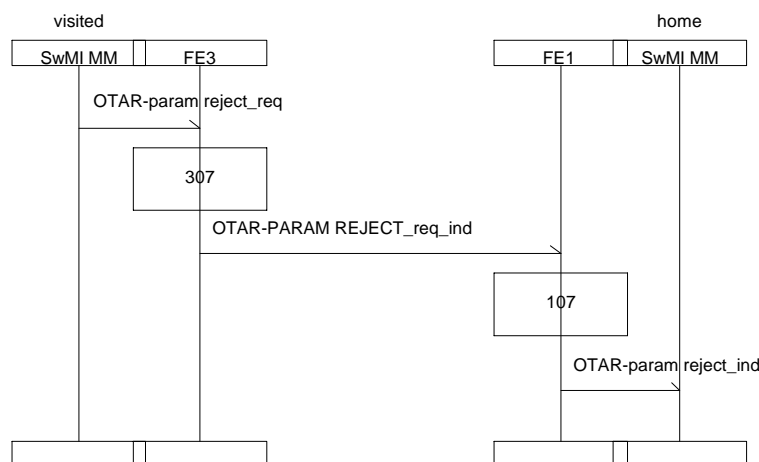 visited home
SwMI MM FE3 FE1 SwMI MM
OTAR-param reject_req
307
OTAR-PARAM REJECT_req_ind
107
OTAR-param reject_ind